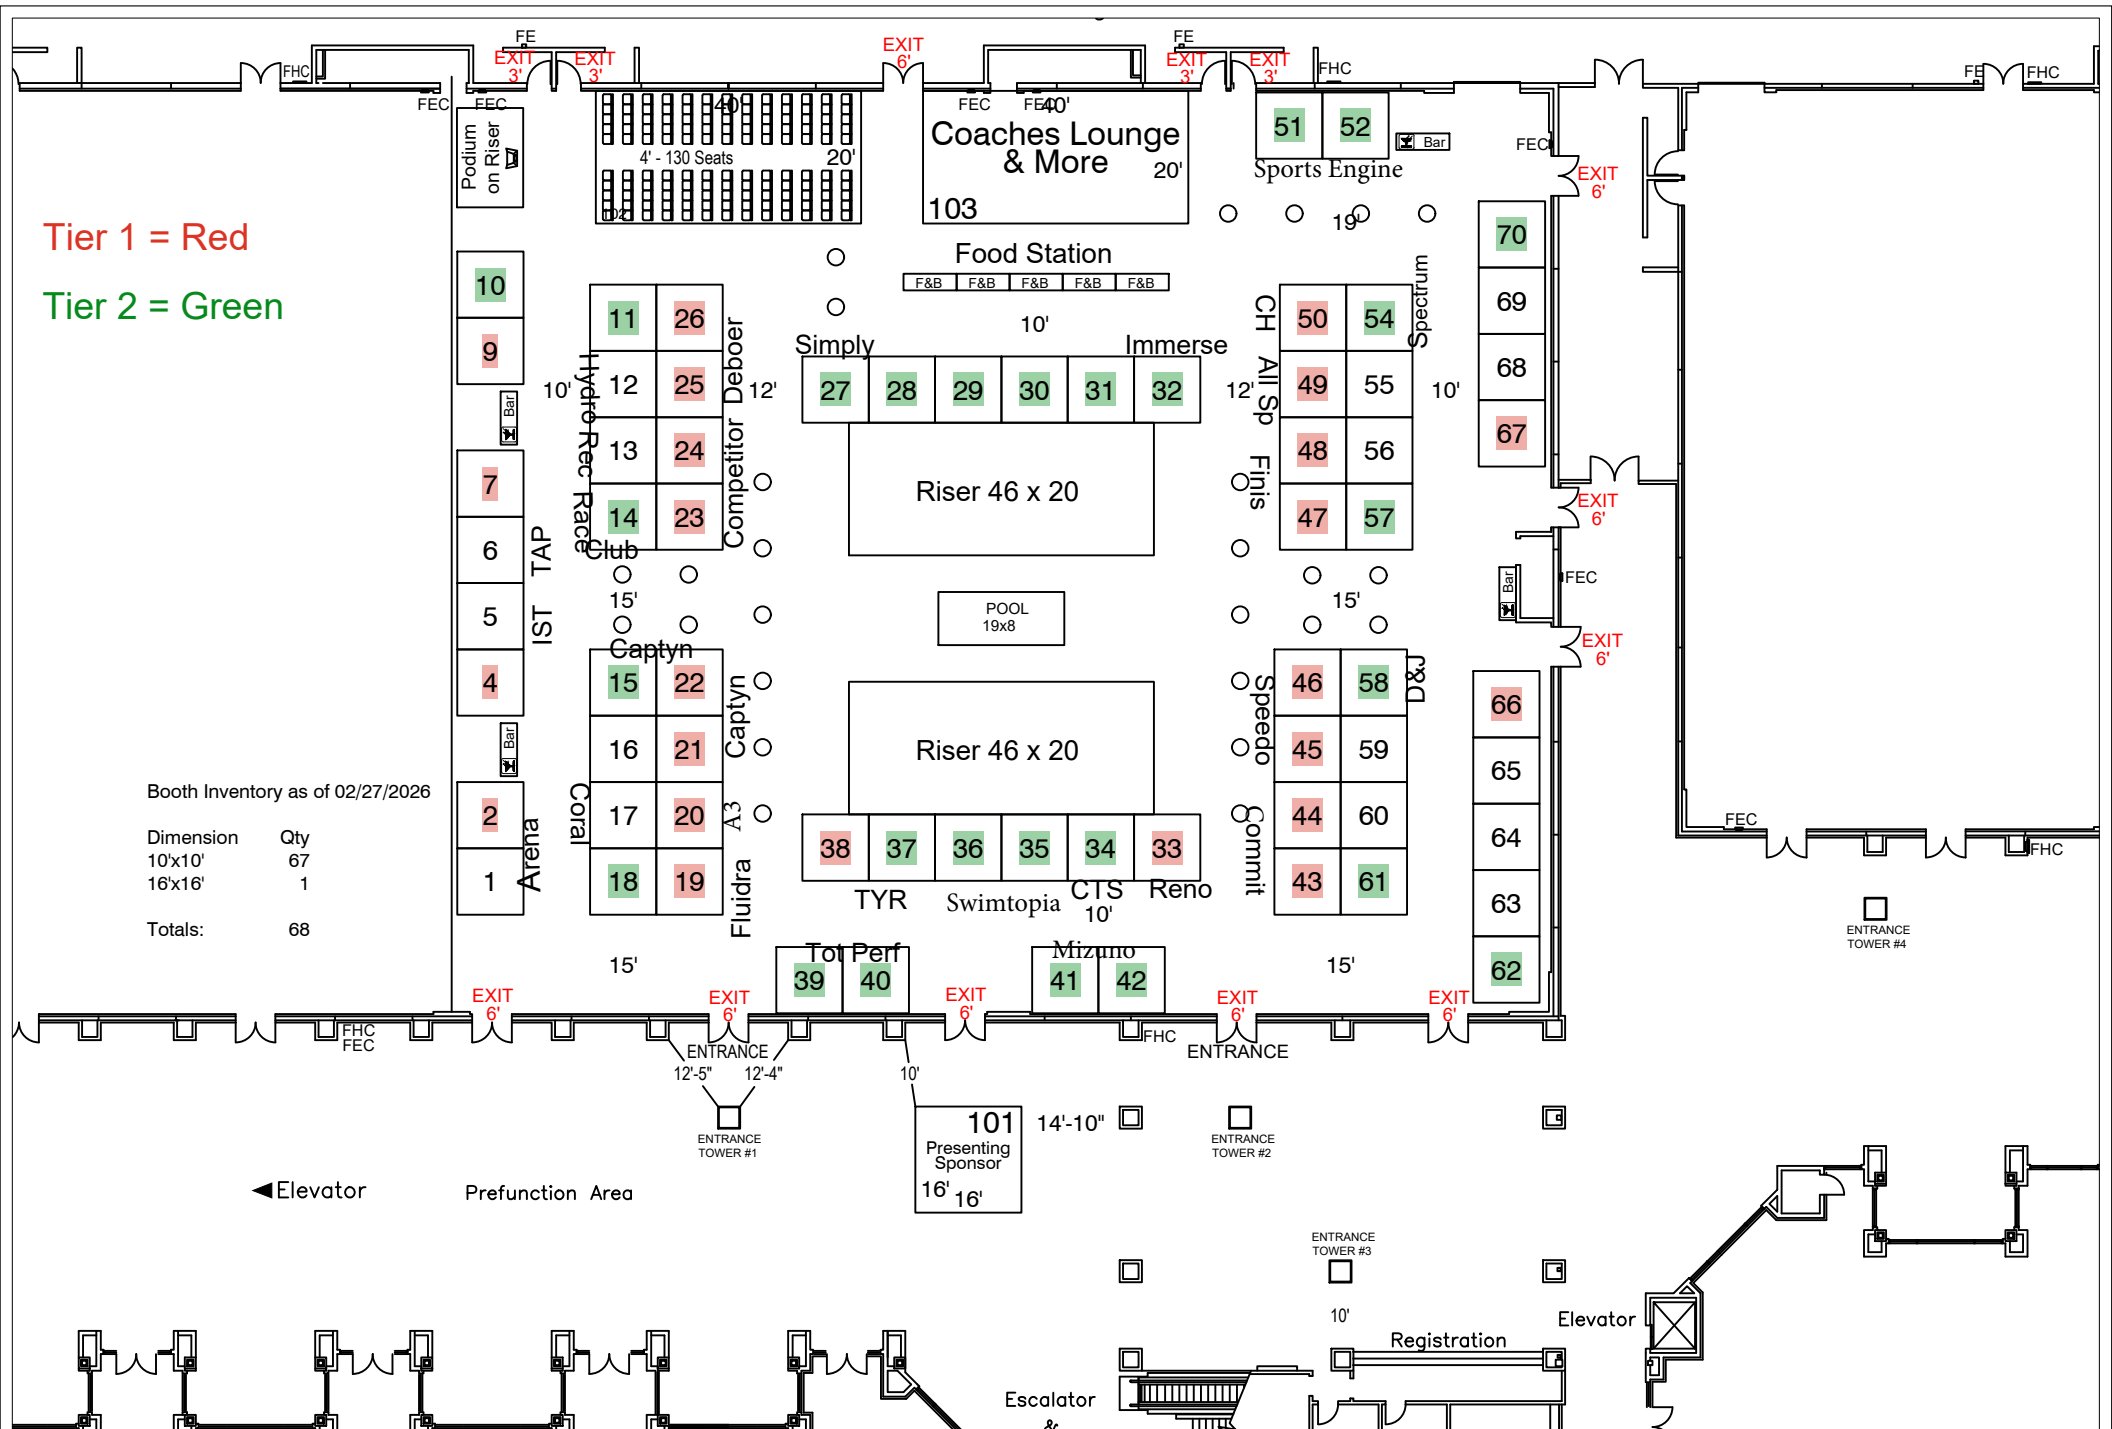 FE
EXIT
3'
EXIT
3'
EXIT
6'
FE
EXIT
3'
EXIT
3'
FHC
FHC
FE
FHC
FEC
FEC
FEC
FEC
FEC
Podium
on Riser
40'
4' - 130 Seats
20'
102
40'
Coaches Lounge
& More
20'
103
51
52
Bar
Sports Engine
19'
EXIT
6'
Tier 1 = Red
Tier 2 = Green
Food Station
F&B
F&B
F&B
F&B
F&B
10'
10
9
Bar
7
6
5
4
Bar
2
1
TAP
IST
Arena
10'
11
26
12
25
13
24
14
23
Hydro Rec Race
Club
Deboer
Competitor
12'
15'
Captyn
15
22
16
21
17
20
18
19
Coral
Captyn
A3
Fluidra
15'
Simply
Immerse
27
28
29
30
31
32
Riser 46 x 20
POOL
19x8
Riser 46 x 20
38
37
36
35
34
33
TYR
Swimtopia
CTS
10'
Reno
Tot Perf
39
40
Mizuno
41
42
12'
CH
All Sp
Finis
50
54
49
55
48
56
47
57
Spectrum
10'
15'
Speedo
Commit
46
58
45
59
44
60
43
61
D&J
15'
70
69
68
67
EXIT
6'
FEC
Bar
EXIT
6'
66
65
64
63
62
FEC
FHC
ENTRANCE
TOWER #4
Booth Inventory as of 02/27/2026
Dimension Qty
10'x10' 67
16'x16' 1
Totals: 68
EXIT
6'
EXIT
6'
EXIT
6'
EXIT
6'
EXIT
6'
FHC
FEC
FHC
ENTRANCE
12'-5"
12'-4"
10'
ENTRANCE
ENTRANCE
TOWER #1
101
Presenting
Sponsor
16'
16'
14'-10"
ENTRANCE
TOWER #2
Elevator
Prefunction Area
ENTRANCE
TOWER #3
10'
Registration
Elevator
Escalator
&